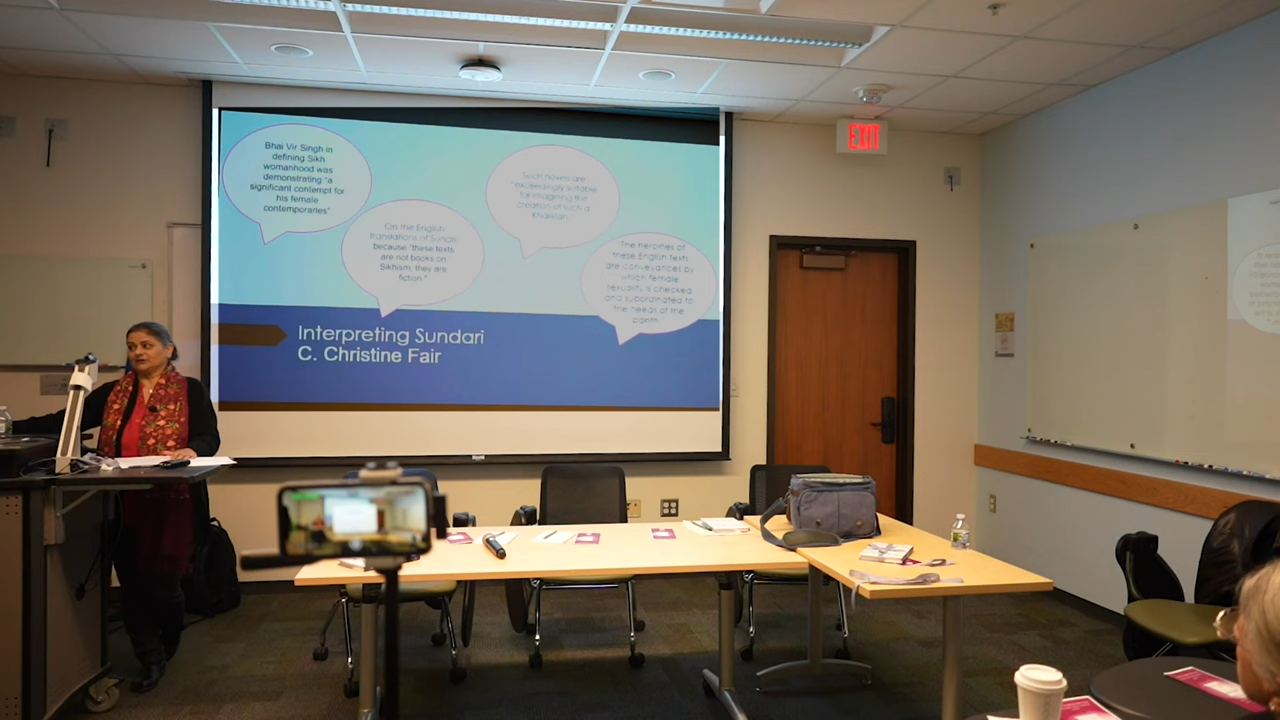 Bhai Vir Singh in
defining Sikh
womanhood was
demonstrating "a
significant contempt for
his female
contemporaries"
On the English
translations of Sundri
because "these texts
are not books on
Sikhism, they are
fiction."
Such novels are
"exceedingly suitable
for imagining the
creation of such a
Khalistan."
"The heroines of
these English texts
are conveyances by
which female
sexuality is checked
and subordinated to
the needs of the
panth."
Interpreting Sundari
C. Christine Fair
EXIT